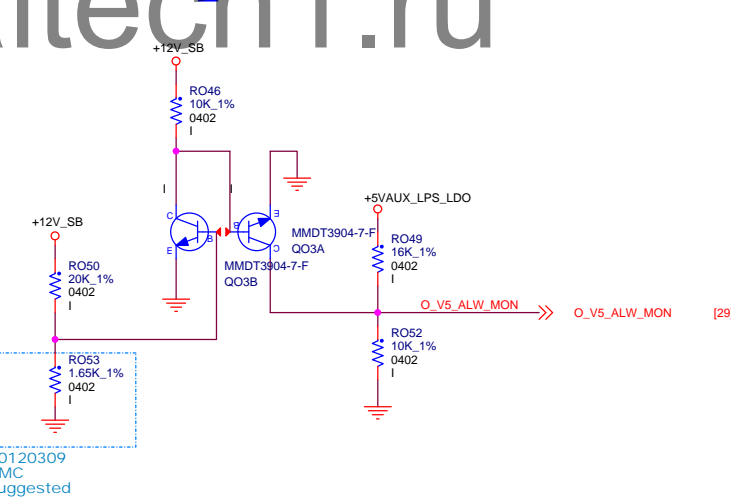 +12V_SB
RO46
10K_1%
0402
I
I
I
C
B
E
B
E
C
MMDT3904-7-F
QO3A
MMDT3904-7-F
QO3B
+12V_SB
RO50
20K_1%
0402
I
RO53
1.65K_1%
0402
I
+5VAUX_LPS_LDO
RO49
16K_1%
0402
I
O_V5_ALW_MON
O_V5_ALW_MON
[29
RO52
10K_1%
0402
I
0120309
MC
uggested